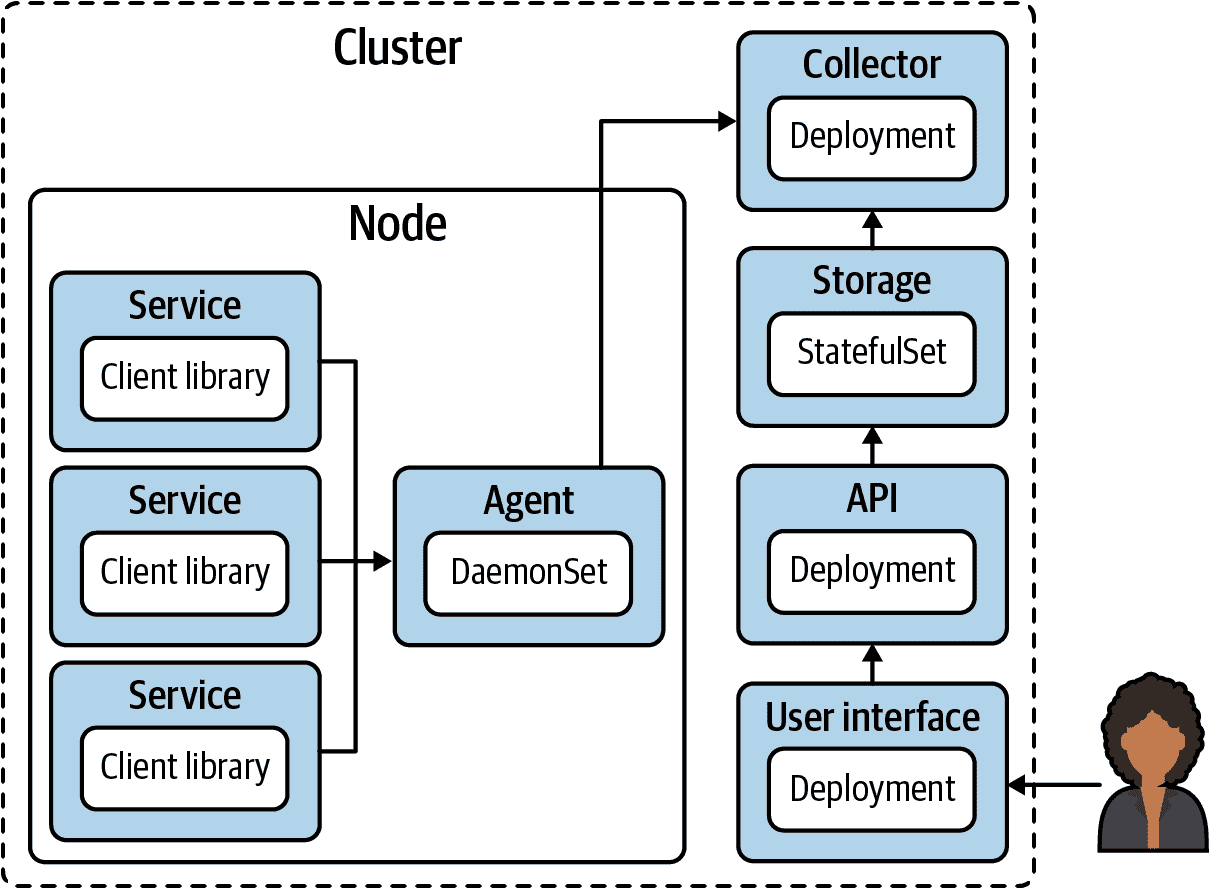 Cluster
Node
Service
Client library
Service
Client library
Service
Client library
Agent
DaemonSet
Collector
Deployment
Storage
StatefulSet
API
Deployment
User interface
Deployment